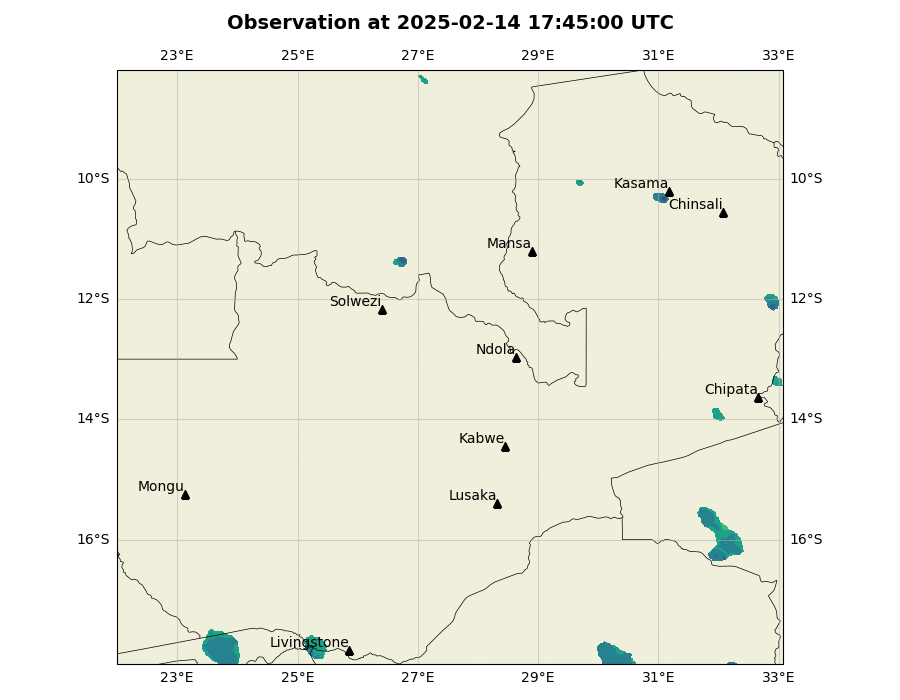 Observation at 2025-02-14 17:45:00 UTC
23°E 25°E 27°E 29°E 31°E 33°E
10°S 10°S
Kasama
Chinsali
Mansa
12°S 12°S
Solwezi
Ndola
Chipata
14°S 14°S
Kabwe
Mongu
Lusaka
16°S 16°S
Livingstone
23°E 25°E 27°E 29°E 31°E 33°E